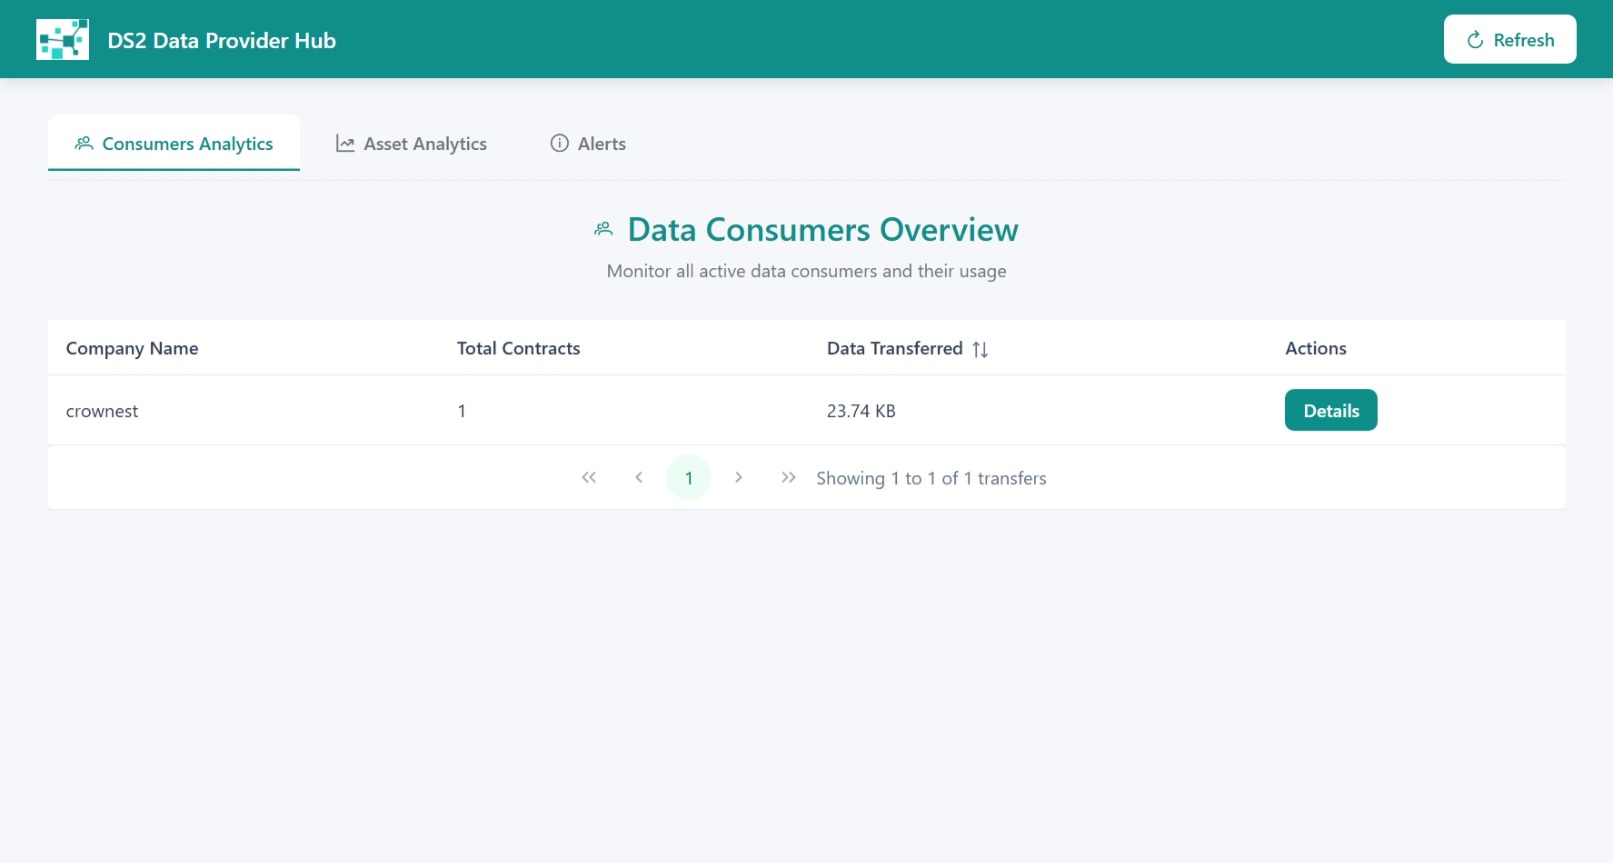 DS2 Data Provider Hub
Refresh
Consumers Analytics
Asset Analytics
Alerts
Data Consumers Overview
Monitor all active data consumers and their usage
Company Name
Total Contracts
Data Transferred
Actions
crownest
1
23.74 KB
Details
1
Showing 1 to 1 of 1 transfers